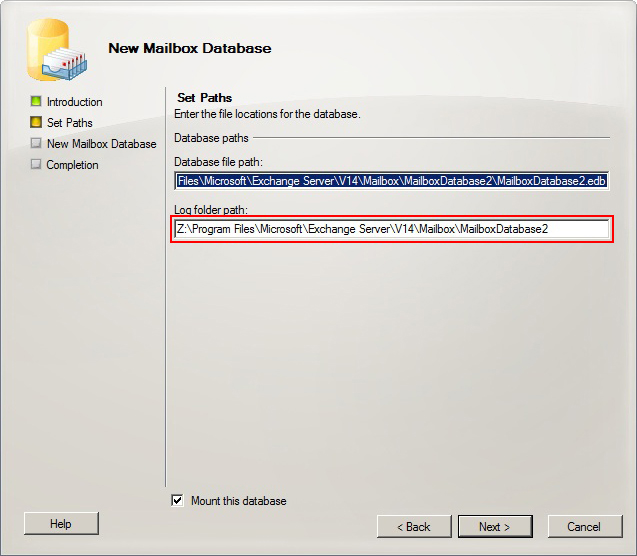 New Mailbox Database
Introduction
Set Paths
New Mailbox Database
Completion
Set Paths
Enter the file locations for the database.
Database paths
Database file path:
Files\Microsoft\Exchange Server\V14\Mailbox\MailboxDatabase2\MailboxDatabase2.edb
Log folder path:
Z:\Program Files\Microsoft\Exchange Server\V14\Mailbox\MailboxDatabase2
Mount this database
Help
< Back
Next >
Cancel